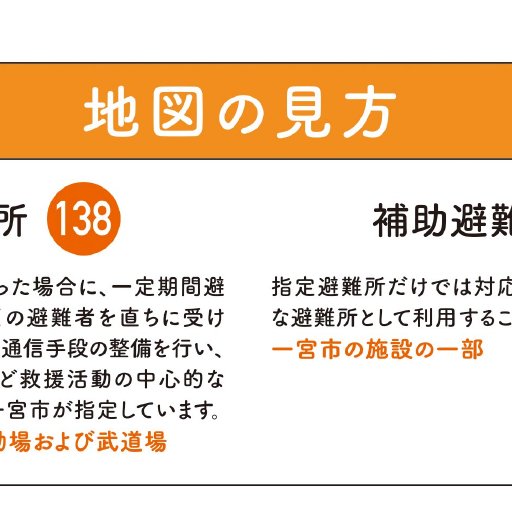 地図の見方
所 138
った場合に、一定期間避
の避難者を直ちに受け
通信手段の整備を行い、
ど救援活動の中心的な
一宮市が指定しています。
場および武道場
補助避難
指定避難所だけでは対応
な避難所として利用するこ
一宮市の施設の一部